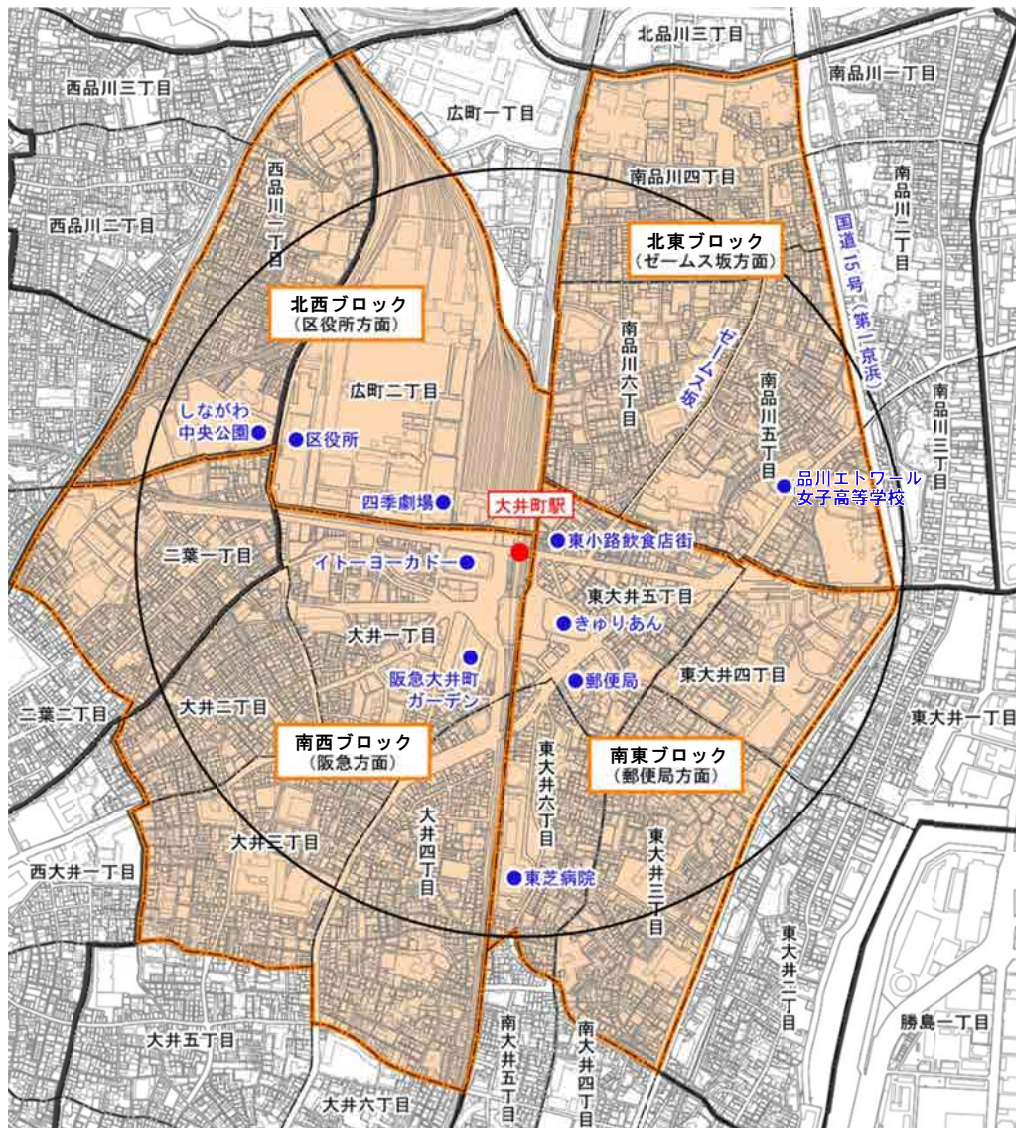 北品川三丁目
西品川三丁目
南品川一丁目
広町一丁目
西品川一丁目
南品川四丁目
南品川二丁目
西品川二丁目
国道15号(第一京浜)
北東ブロック
(ゼームス坂方面)
北西ブロック
(区役所方面)
南品川六丁目
ゼームス坂
南品川五丁目
広町二丁目
南品川三丁目
しながわ
中央公園
区役所
品川エトワール
女子高等学校
四季劇場
大井町駅
東小路飲食店街
二葉一丁目
イトーヨーカドー
東大井五丁目
大井一丁目
きゅりあん
阪急大井町
ガーデン
郵便局
東大井四丁目
二葉二丁目
大井二丁目
東大井一丁目
南西ブロック
(阪急方面)
東大井六丁目
南東ブロック
(郵便局方面)
大井四丁目
大井三丁目
東大井三丁目
西大井一丁目
東芝病院
東大井二丁目
大井五丁目
南大井五丁目
南大井四丁目
勝島一丁目
大井六丁目